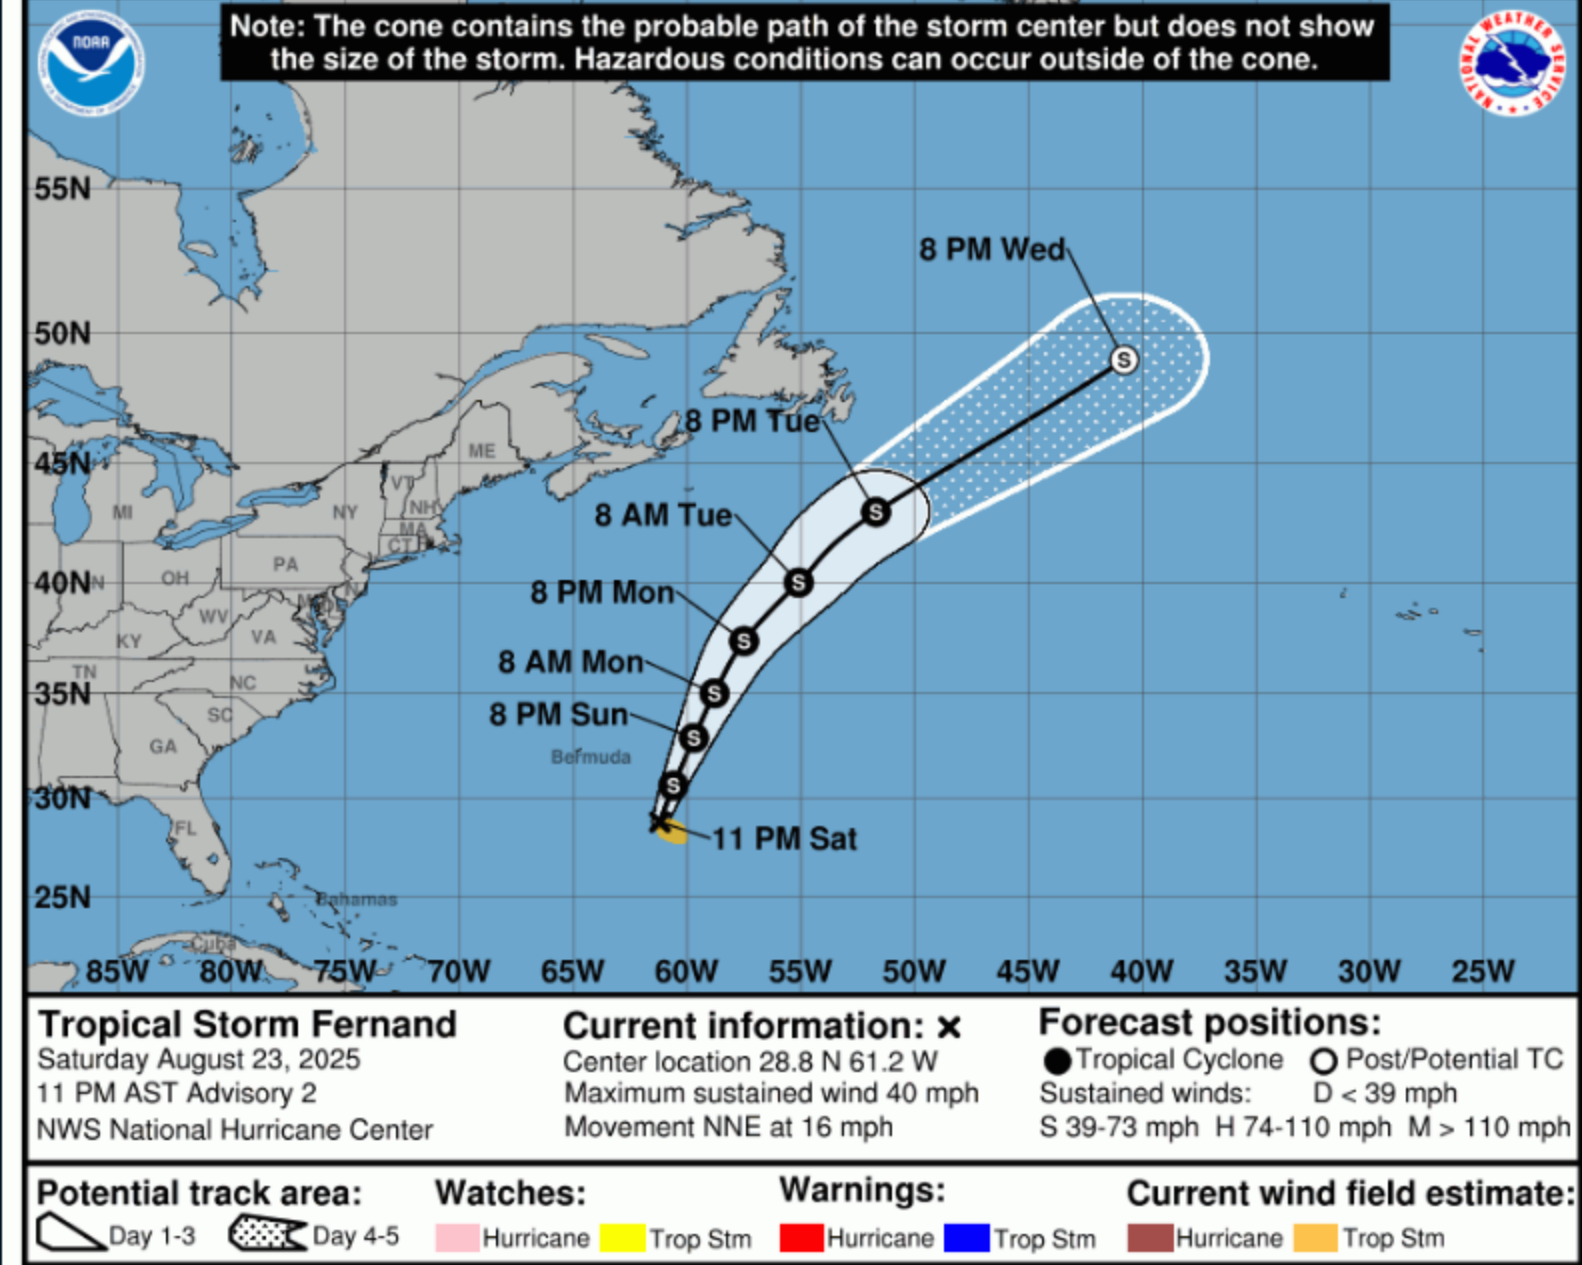 Note: The cone contains the probable path of the storm center but does not show
the size of the storm. Hazardous conditions can occur outside of the cone.
NOAA
NATIONAL WEATHER SERVICE
55N
8 PM Wed
50N
8 PM Tue
45N
ME
VT
NH
MI
NY
MA
CT
8 AM Tue
PA
40N
OH
8 PM Mon
WV
VA
KY
8 AM Mon
TN
NC
35N
SC
8 PM Sun
GA
Bermuda
30N
FL
11 PM Sat
25N
Bahamas
Cuba
85W 80W 75W 70W 65W 60W 55W 50W 45W 40W 35W 30W 25W
S
S
S
S
S
S
S
Tropical Storm Fernand
Saturday August 23, 2025
11 PM AST Advisory 2
NWS National Hurricane Center
Current information: x
Center location 28.8 N 61.2 W
Maximum sustained wind 40 mph
Movement NNE at 16 mph
Forecast positions:
Tropical Cyclone Post/Potential TC
Sustained winds: D < 39 mph
S 39-73 mph H 74-110 mph M > 110 mph
Potential track area:
Day 1-3 Day 4-5
Watches:
Hurricane Trop Stm
Warnings:
Hurricane Trop Stm
Current wind field estimate:
Hurricane Trop Stm